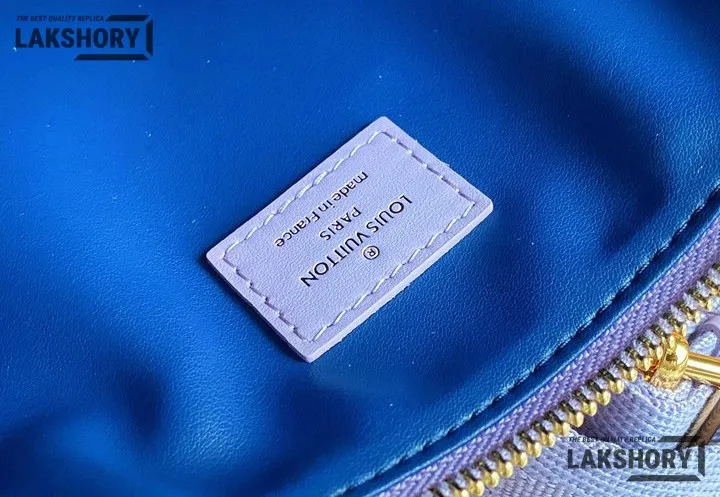 THE BEST QUALITY REPLICA
LAKSHORY
®
LOUIS VUITTON
PARIS
made in France
THE BEST QUALITY REPLICA
LAKSHORY